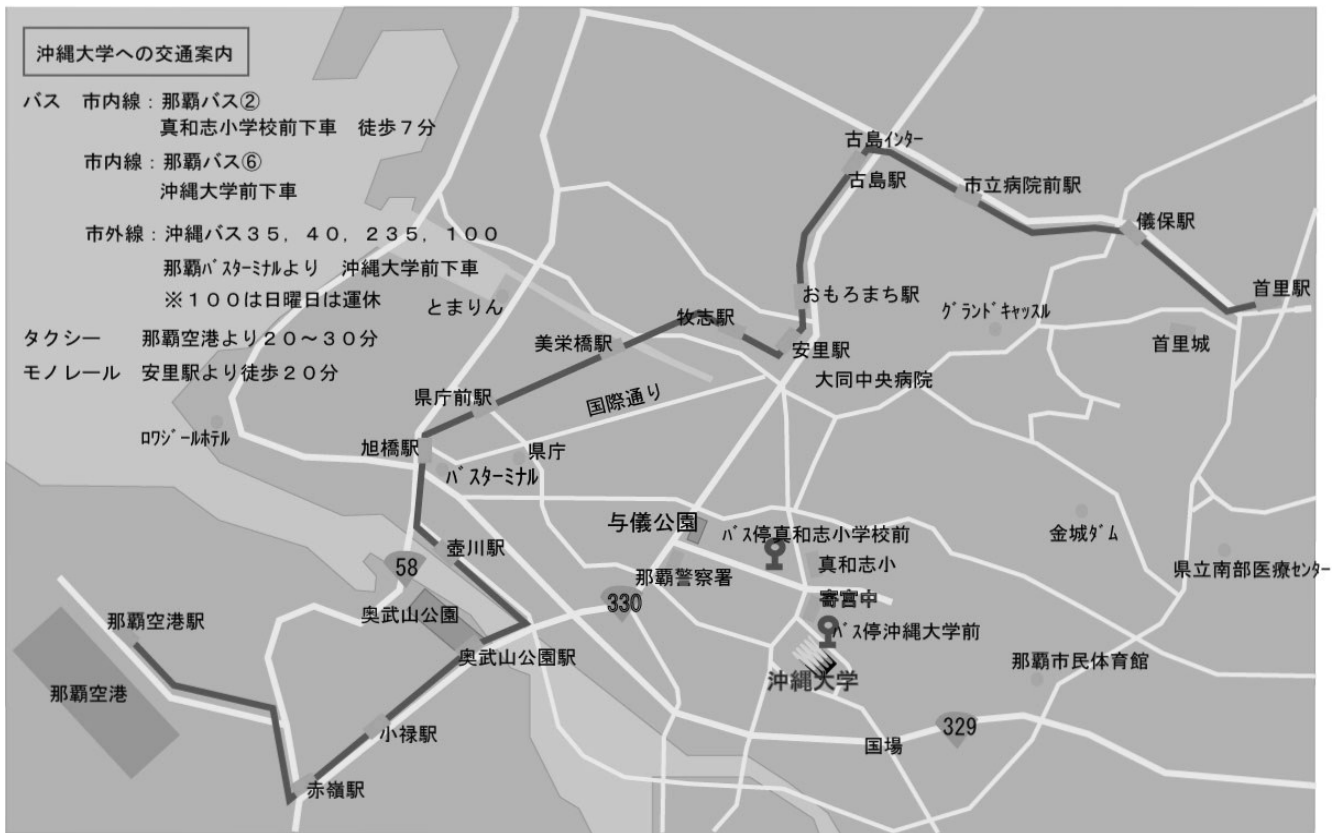 沖縄大学への交通案内
バス　市内線：那覇バス②
真和志小学校前下車　徒歩７分
市内線：那覇バス⑥
沖縄大学前下車
市外線：沖縄バス３５，４０，２３５，１００
那覇ﾊﾞｽﾀｰﾐﾅﾙより　沖縄大学前下車
※１００は日曜日は運休
タクシー　　那覇空港より２０～３０分
モノレール　安里駅より徒歩２０分
古島ｲﾝﾀｰ
古島駅
市立病院前駅
儀保駅
首里駅
おもろまち駅
ｸﾞﾗﾝﾄﾞｷｬｯｽﾙ
首里城
とまりん
牧志駅
美栄橋駅
安里駅
大同中央病院
県庁前駅
国際通り
ﾛﾜｼﾞｰﾙﾎﾃﾙ
旭橋駅
県庁
ﾊﾞｽﾀｰﾐﾅﾙ
与儀公園
ﾊﾞｽ停真和志小学校前
金城ﾀﾞﾑ
壺川駅
58
那覇警察署
真和志小
県立南部医療ｾﾝﾀｰ
330
寄宮中
奥武山公園
那覇空港駅
ﾊﾞｽ停沖縄大学前
奥武山公園駅
那覇市民体育館
那覇空港
沖縄大学
小禄駅
国場
329
赤嶺駅